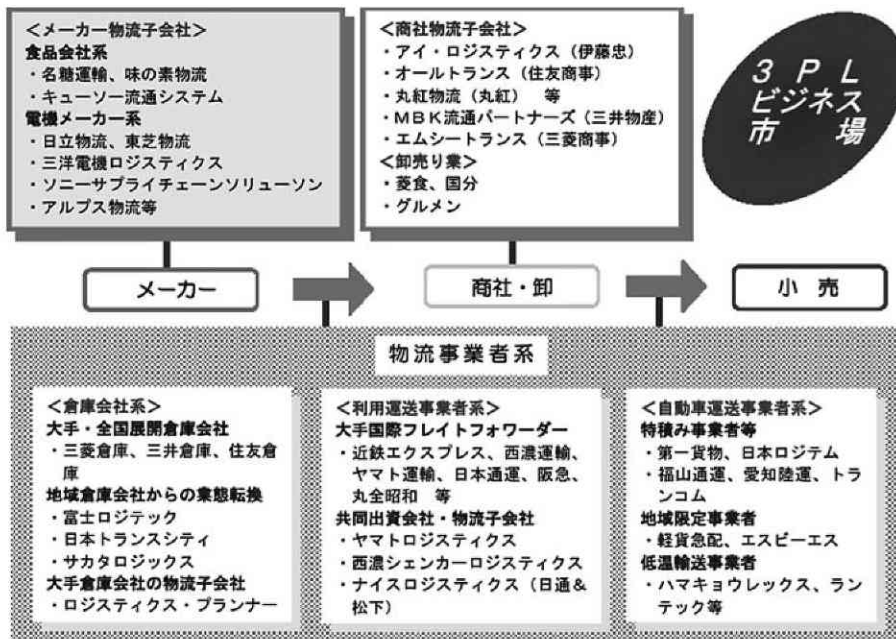 <メーカー物流子会社>
食品会社系
・名糖運輸、味の素物流
・キューソー流通システム
電機メーカー系
・日立物流、東芝物流
・三洋電機ロジスティクス
・ソニーサプライチェーンソリューソン
・アルプス物流等
<商社物流子会社>
・アイ・ロジスティクス（伊藤忠）
・オールトランス（住友商事）
・丸紅物流（丸紅）　等
・MBK流通パートナーズ（三井物産）
・エムシートランス（三菱商事）
<卸売り業>
・菱食、国分
・グルメン
3 P L
ビジネス
市　場
メーカー
商社・卸
小　売
物流事業者系
<倉庫会社系>
大手・全国展開倉庫会社
・三菱倉庫、三井倉庫、住友倉
庫
地域倉庫会社からの業態転換
・富士ロジテック
・日本トランスシティ
・サカタロジックス
大手倉庫会社の物流子会社
・ロジスティクス・プランナー
<利用運送事業者系>
大手国際フレイトフォワーダー
・近鉄エクスプレス、西濃運輸、
ヤマト運輸、日本通運、阪急、
丸全昭和　等
共同出資会社・物流子会社
・ヤマトロジスティクス
・西濃シェンカーロジスティクス
・ナイスロジスティクス（日通＆
松下）
<自動車運送事業者系>
特積み事業者等
・第一貨物、日本ロジテム
・福山通運、愛知陸運、トラ
ンコム
地域限定事業者
・軽貨急配、エスビーエス
低温輸送事業者
・ハマキョウレックス、ラン
テック等